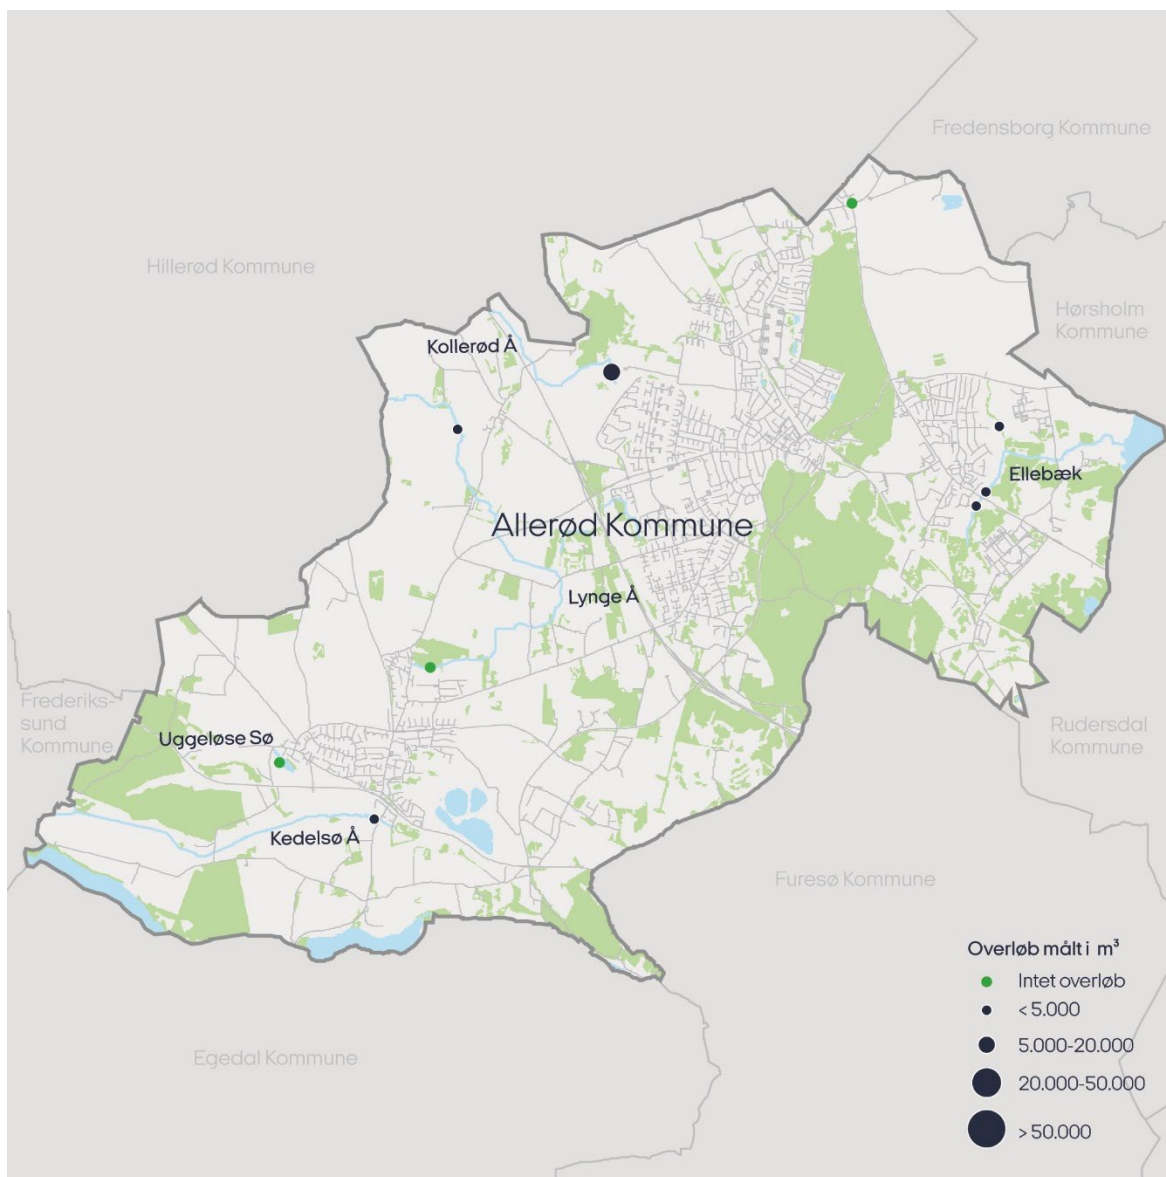 Fredensborg Kommune
Hillerød Kommune
Hørsholm
Kommune
Kollerød Å
Ellebæk
Allerød Kommune
Lynge Å
Frederiks-
sund
Kommune
Uggeløse Sø
Rudersdal
Kommune
Kedelsø Å
Furesø Kommune
Egedal Kommune
Overløb målt i m³
Intet overløb
< 5.000
5.000-20.000
20.000-50.000
> 50.000